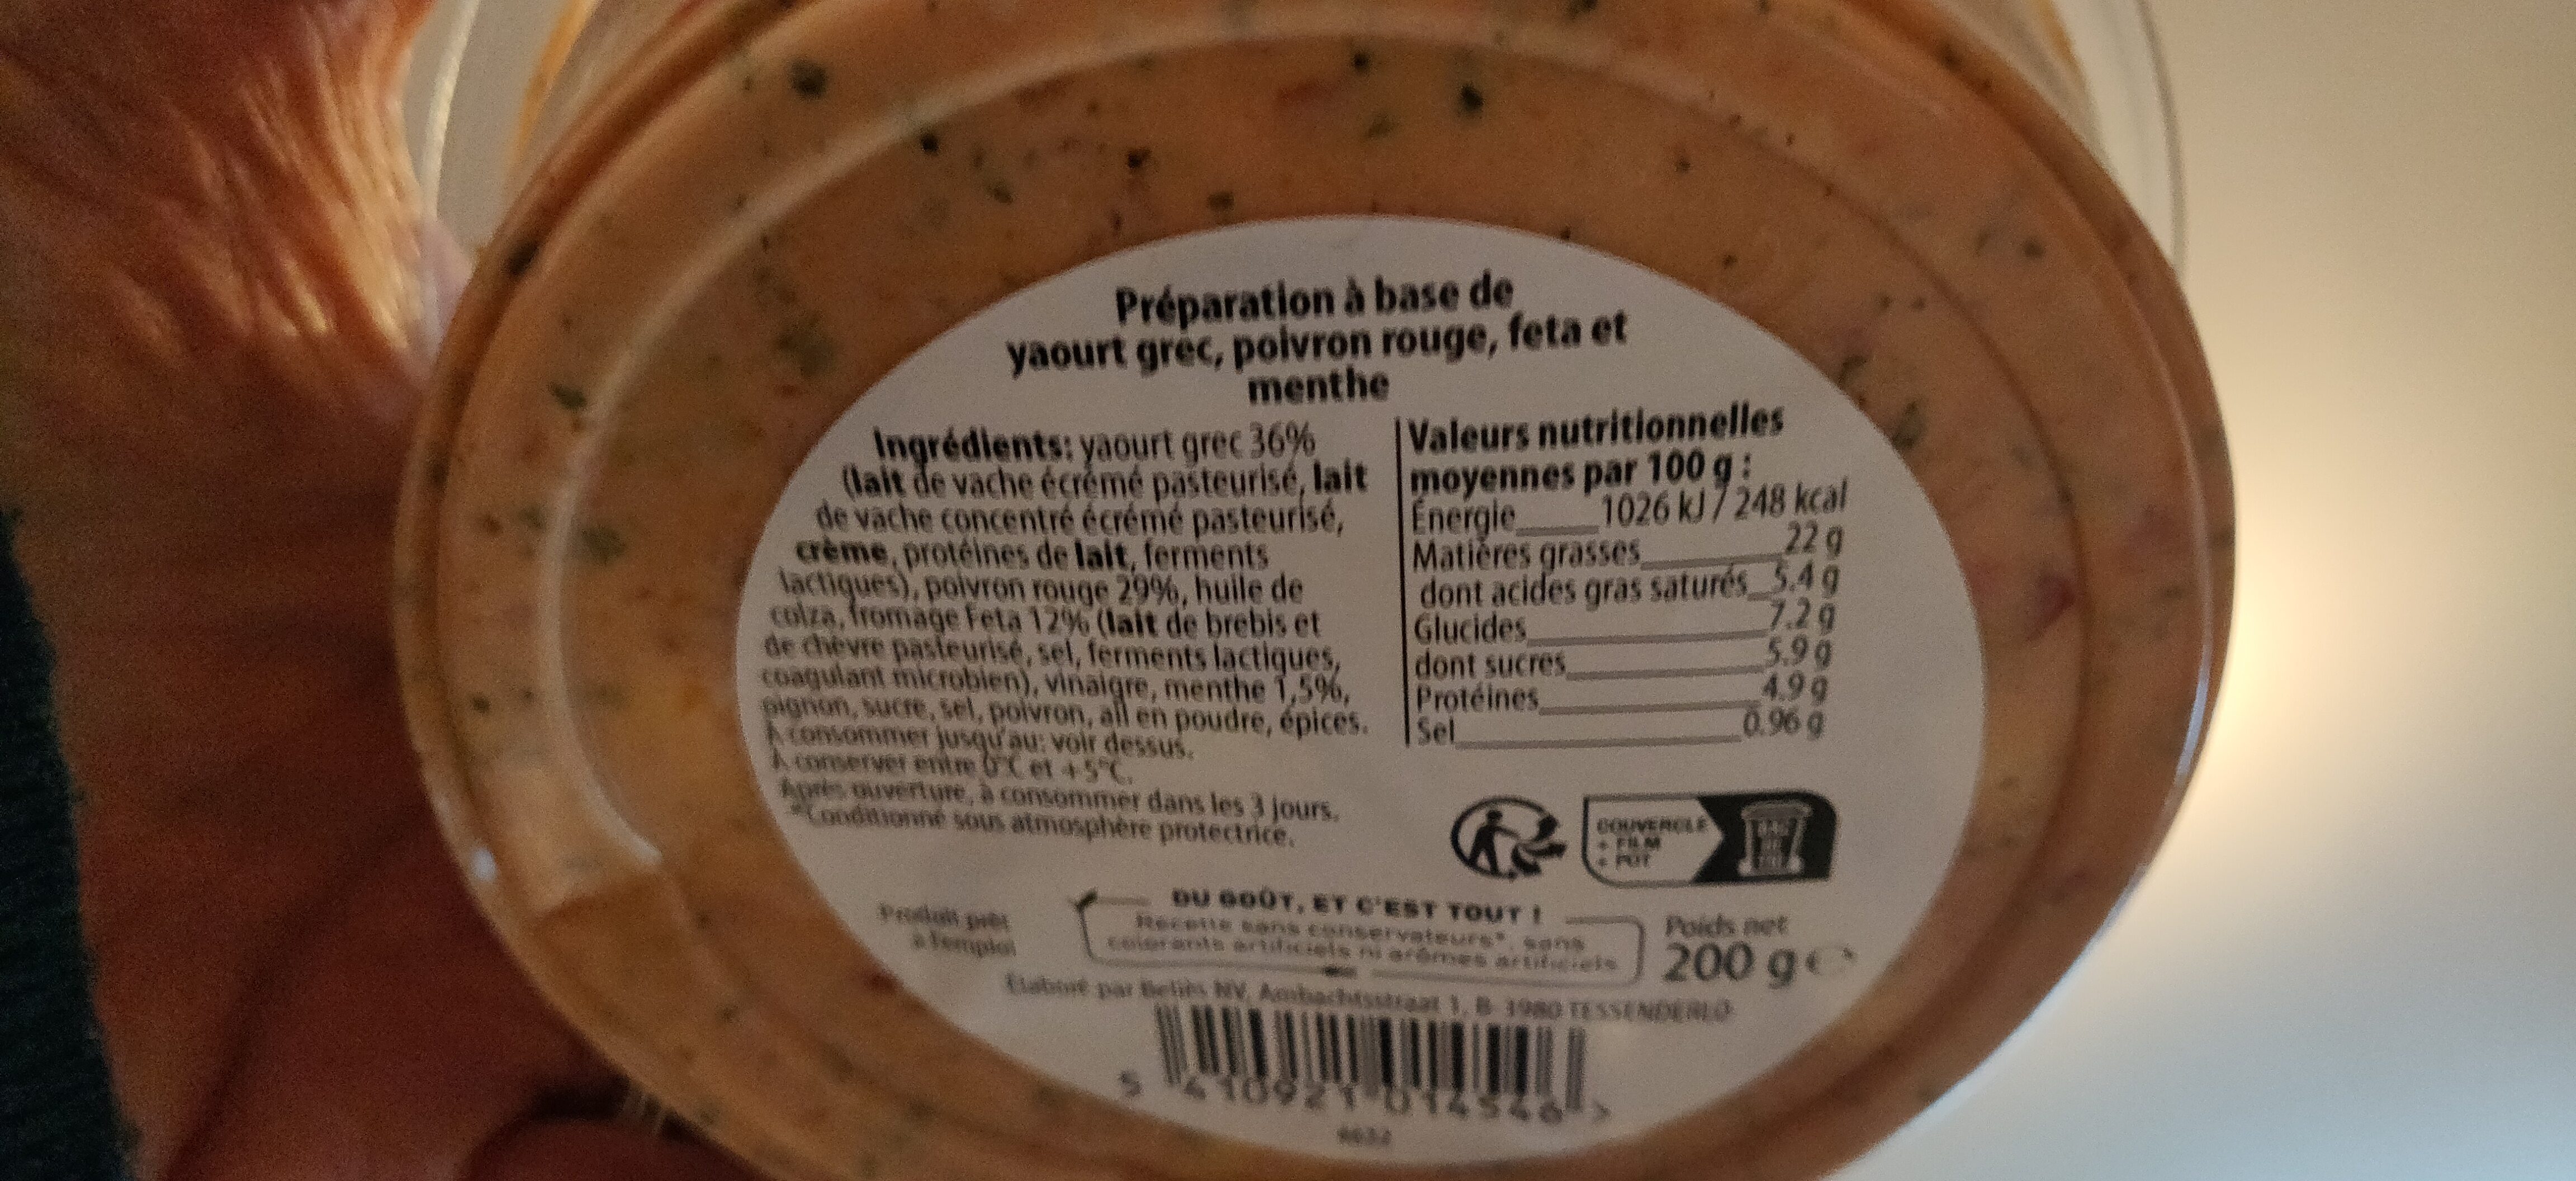 Préparation à base de
yaourt grec, poivron rouge, feta et
menthe
Ingrédients: yaourt grec 36%
(lait de vache écrémé pasteurisé, lait
de vache concentré écrémé pasteurisé,
crème, protéines de lait, ferments
lactiques), poivron rouge 29%, huile de
colza, fromage Feta 12% (lait de brebis et
de chèvre pasteurisé, sel, ferments lactiques,
coagulant microbien), vinaigre, menthe 1,5%,
oignon, sucre, sel, poivron, ail en poudre, épices.
À consommer jusqu'au: voir dessus.
À conserver entre 0°C et +5°C.
Après ouverture, à consommer dans les 3 jours.
*Conditionné sous atmosphère protectrice.
Valeurs nutritionnelles
moyennes par 100 g :
Énergie 1026 kJ / 248 kcal
Matières grasses 22 g
dont acides gras saturés 5.4 g
Glucides 7.2 g
dont sucres 5.9 g
Protéines 4.9 g
Sel 0.96 g
COUVERCLE
+ FILM
+ POT
BAC
DE
TRI
Produit prêt
à l'emploi
DU GOÛT, ET C'EST TOUT !
Recette sans conservateurs*, sans
colorants artificiels ni arômes artificiels
Poids net
200 g e
Elaboré par Beliès NV, Ambachtsstraat 1, B-3980 TESSENDERLO
5 410921 014546 >